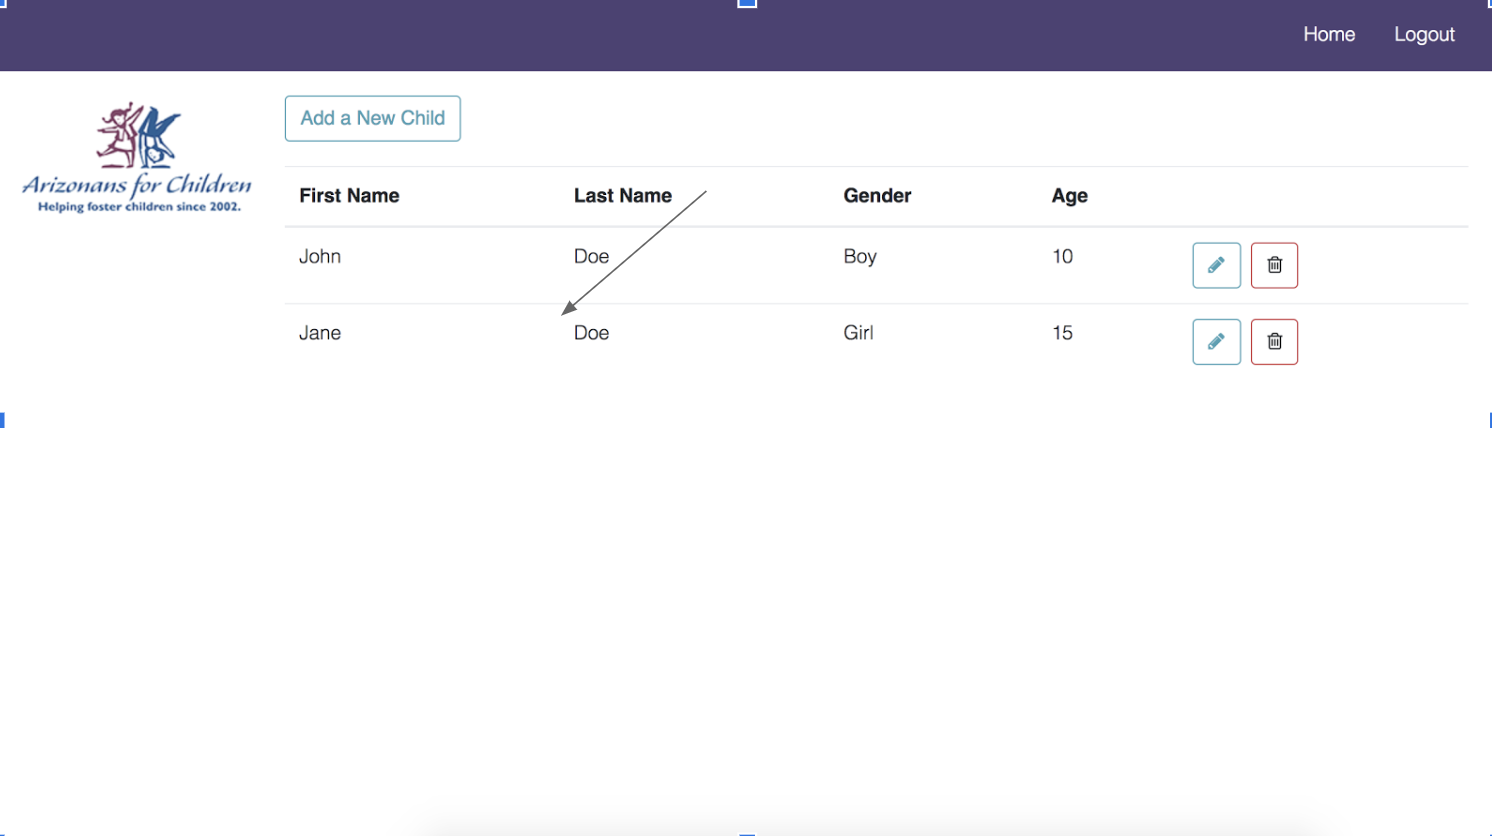 Home Logout
Add a New Child
Arizonans for Children
Helping foster children since 2002.
First Name Last Name Gender Age
John Doe Boy 10
Jane Doe Girl 15